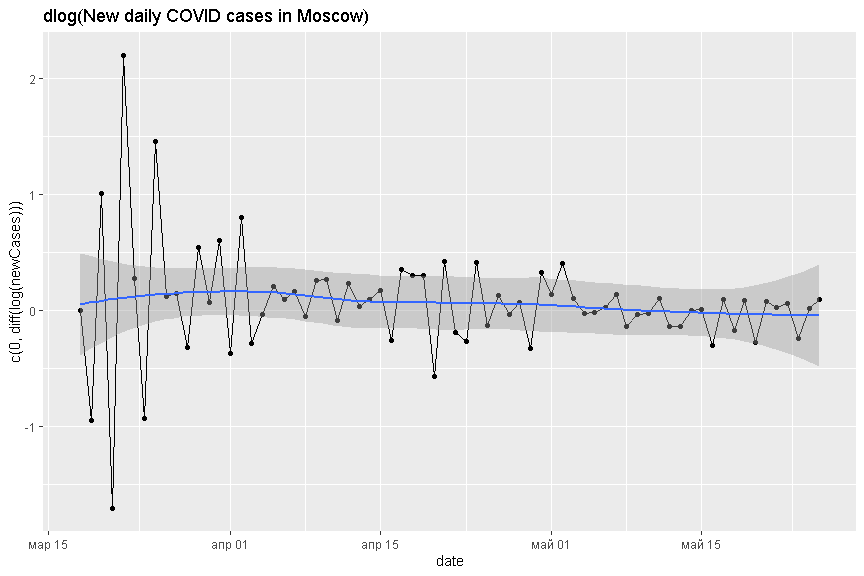 dlog(New daily COVID cases in Moscow)
c(0, diff(log(newCases)))
2
1
0
-1
мар 15
апр 01
апр 15
май 01
май 15
date